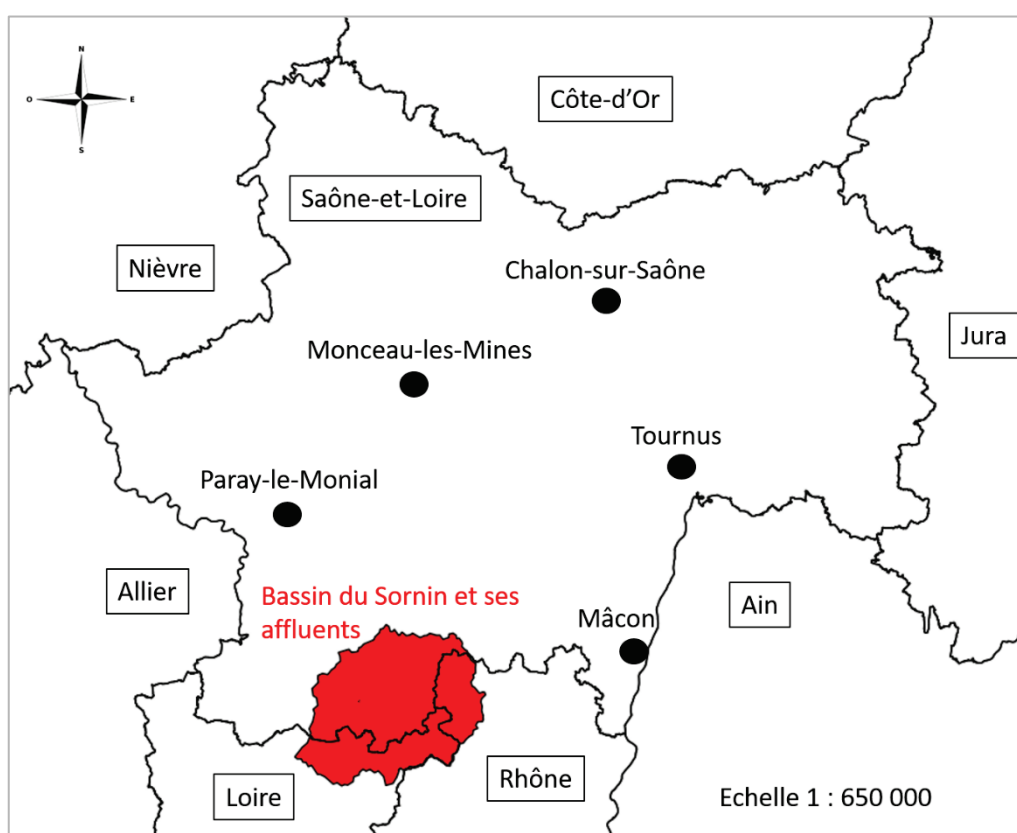 N
O
E
S
Côte-d'Or
Saône-et-Loire
Nièvre
Chalon-sur-Saône
Jura
Monceau-les-Mines
Tournus
Paray-le-Monial
Allier
Bassin du Sornin et ses
affluents
Ain
Mâcon
Loire
Rhône
Echelle 1 : 650 000